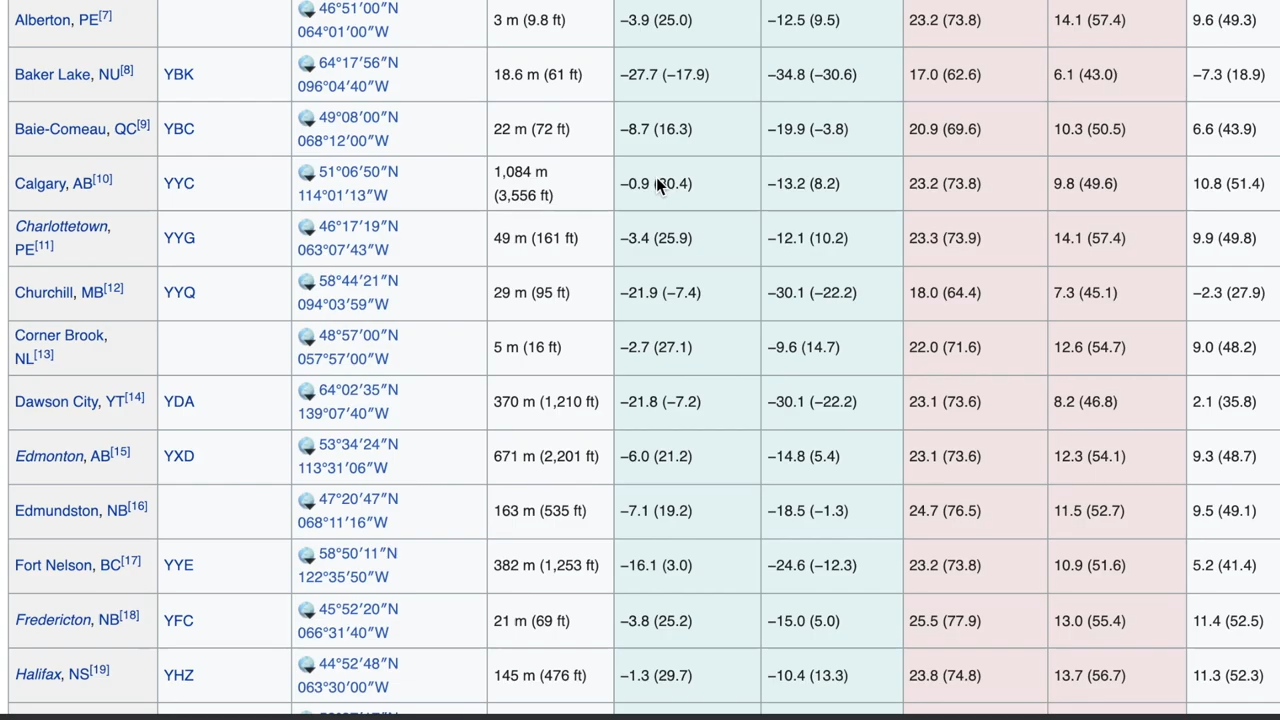 46°51′00″N
Alberton, PE[7] 3 m (9.8 ft) −3.9 (25.0) −12.5 (9.5) 23.2 (73.8) 14.1 (57.4) 9.6 (49.3)
064°01′00″W
64°17′56″N
Baker Lake, NU[8] YBK 18.6 m (61 ft) −27.7 (−17.9) −34.8 (−30.6) 17.0 (62.6) 6.1 (43.0) −7.3 (18.9)
096°04′40″W
49°08′00″N
Baie-Comeau, QC[9] YBC 22 m (72 ft) −8.7 (16.3) −19.9 (−3.8) 20.9 (69.6) 10.3 (50.5) 6.6 (43.9)
068°12′00″W
51°06′50″N 1,084 m
Calgary, AB[10] YYC −0.9 −13.2 (8.2) 23.2 (73.8) 9.8 (49.6) 10.8 (51.4)
114°01′13″W (3,556 ft)
Charlottetown, 46°17′19″N
YYG 49 m (161 ft) −3.4 (25.9) −12.1 (10.2) 23.3 (73.9) 14.1 (57.4) 9.9 (49.8)
PE[11] 063°07′43″W
58°44′21″N
Churchill, MB[12] YYQ 29 m (95 ft) −21.9 (−7.4) −30.1 (−22.2) 18.0 (64.4) 7.3 (45.1) −2.3 (27.9)
094°03′59″W
Corner Brook, 48°57′00″N
5 m (16 ft) −2.7 (27.1) −9.6 (14.7) 22.0 (71.6) 12.6 (54.7) 9.0 (48.2)
NL[13] 057°57′00″W
64°02′35″N
Dawson City, YT[14] YDA 370 m (1,210 ft) −21.8 (−7.2) −30.1 (−22.2) 23.1 (73.6) 8.2 (46.8) 2.1 (35.8)
139°07′40″W
53°34′24″N
Edmonton, AB[15] YXD 671 m (2,201 ft) −6.0 (21.2) −14.8 (5.4) 23.1 (73.6) 12.3 (54.1) 9.3 (48.7)
113°31′06″W
47°20′47″N
Edmundston, NB[16] 163 m (535 ft) −7.1 (19.2) −18.5 (−1.3) 24.7 (76.5) 11.5 (52.7) 9.5 (49.1)
068°11′16″W
58°50′11″N
Fort Nelson, BC[17] YYE 382 m (1,253 ft) −16.1 (3.0) −24.6 (−12.3) 23.2 (73.8) 10.9 (51.6) 5.2 (41.4)
122°35′50″W
45°52′20″N
Fredericton, NB[18] YFC 21 m (69 ft) −3.8 (25.2) −15.0 (5.0) 25.5 (77.9) 13.0 (55.4) 11.4 (52.5)
066°31′40″W
44°52′48″N
Halifax, NS[19] YHZ 145 m (476 ft) −1.3 (29.7) −10.4 (13.3) 23.8 (74.8) 13.7 (56.7) 11.3 (52.3)
063°30′00″W